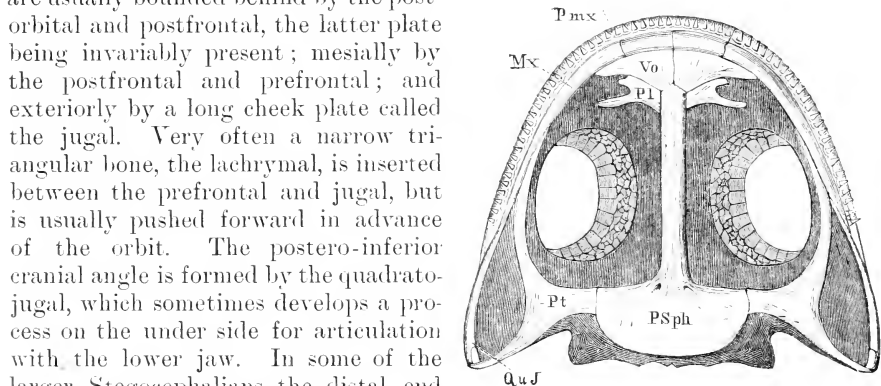 are usually bounded behind by the post-
orbital and postfrontal, the latter plate
being invariably present ; mesially by
the postfrontal and prefrontal ; and
exteriorly by a long cheek plate called
the jugal. Very often a narrow tri-
angular bone, the lachrymal, is inserted
between the prefrontal and jugal, but
is usually pushed forward in advance
of the orbit. The postero-inferior
cranial angle is formed by the quadrato-
jugal, which sometimes develops a pro-
cess on the under side for articulation
with the lower jaw. In some of the
larger Stegocephalians the distal end
Pmx
Mx
Vo
Pl
Pt
PSph
QuJ